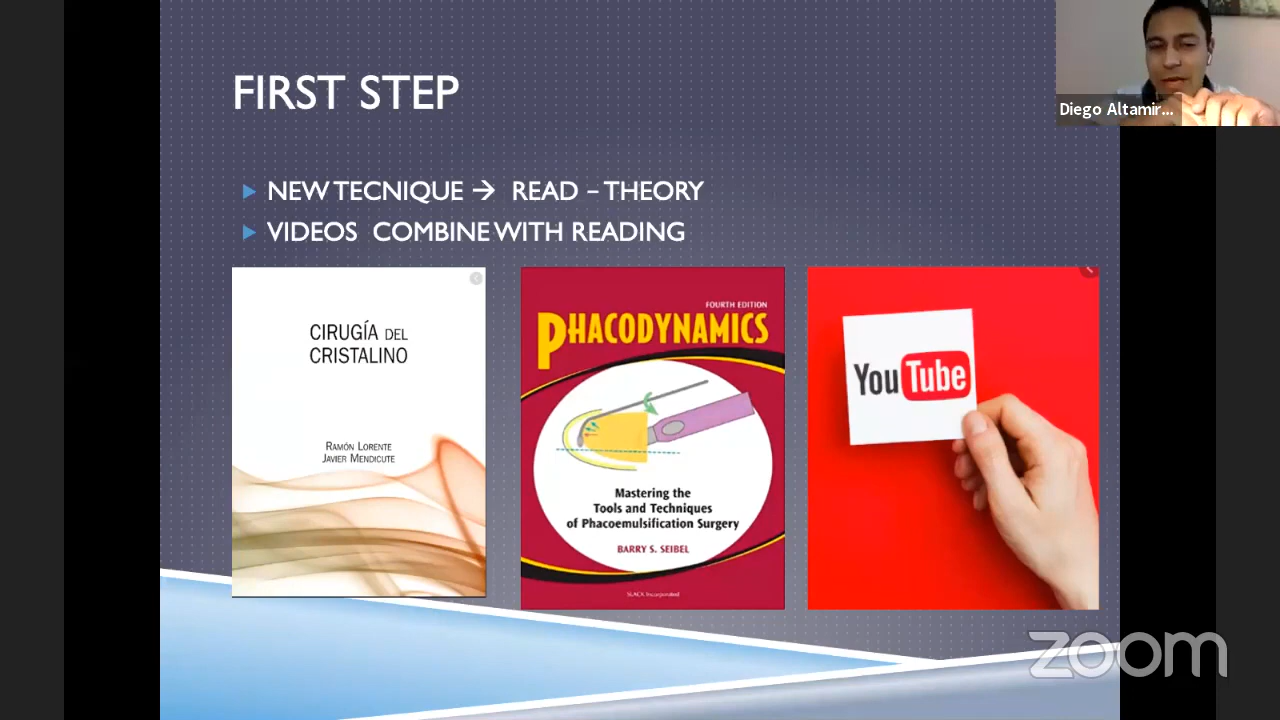 FIRST STEP
Diego Altamir...
NEW TECNIQUE → READ – THEORY
VIDEOS COMBINE WITH READING
CIRUGÍA DEL
CRISTALINO
RAMÓN LORENTE
JAVIER MENDICUTE
FOURTH EDITION
PHACODYNAMICS
Mastering the
Tools and Techniques
of Phacoemulsification Surgery
BARRY S. SEIBEL
SLACK Incorporated
YouTube
zoom